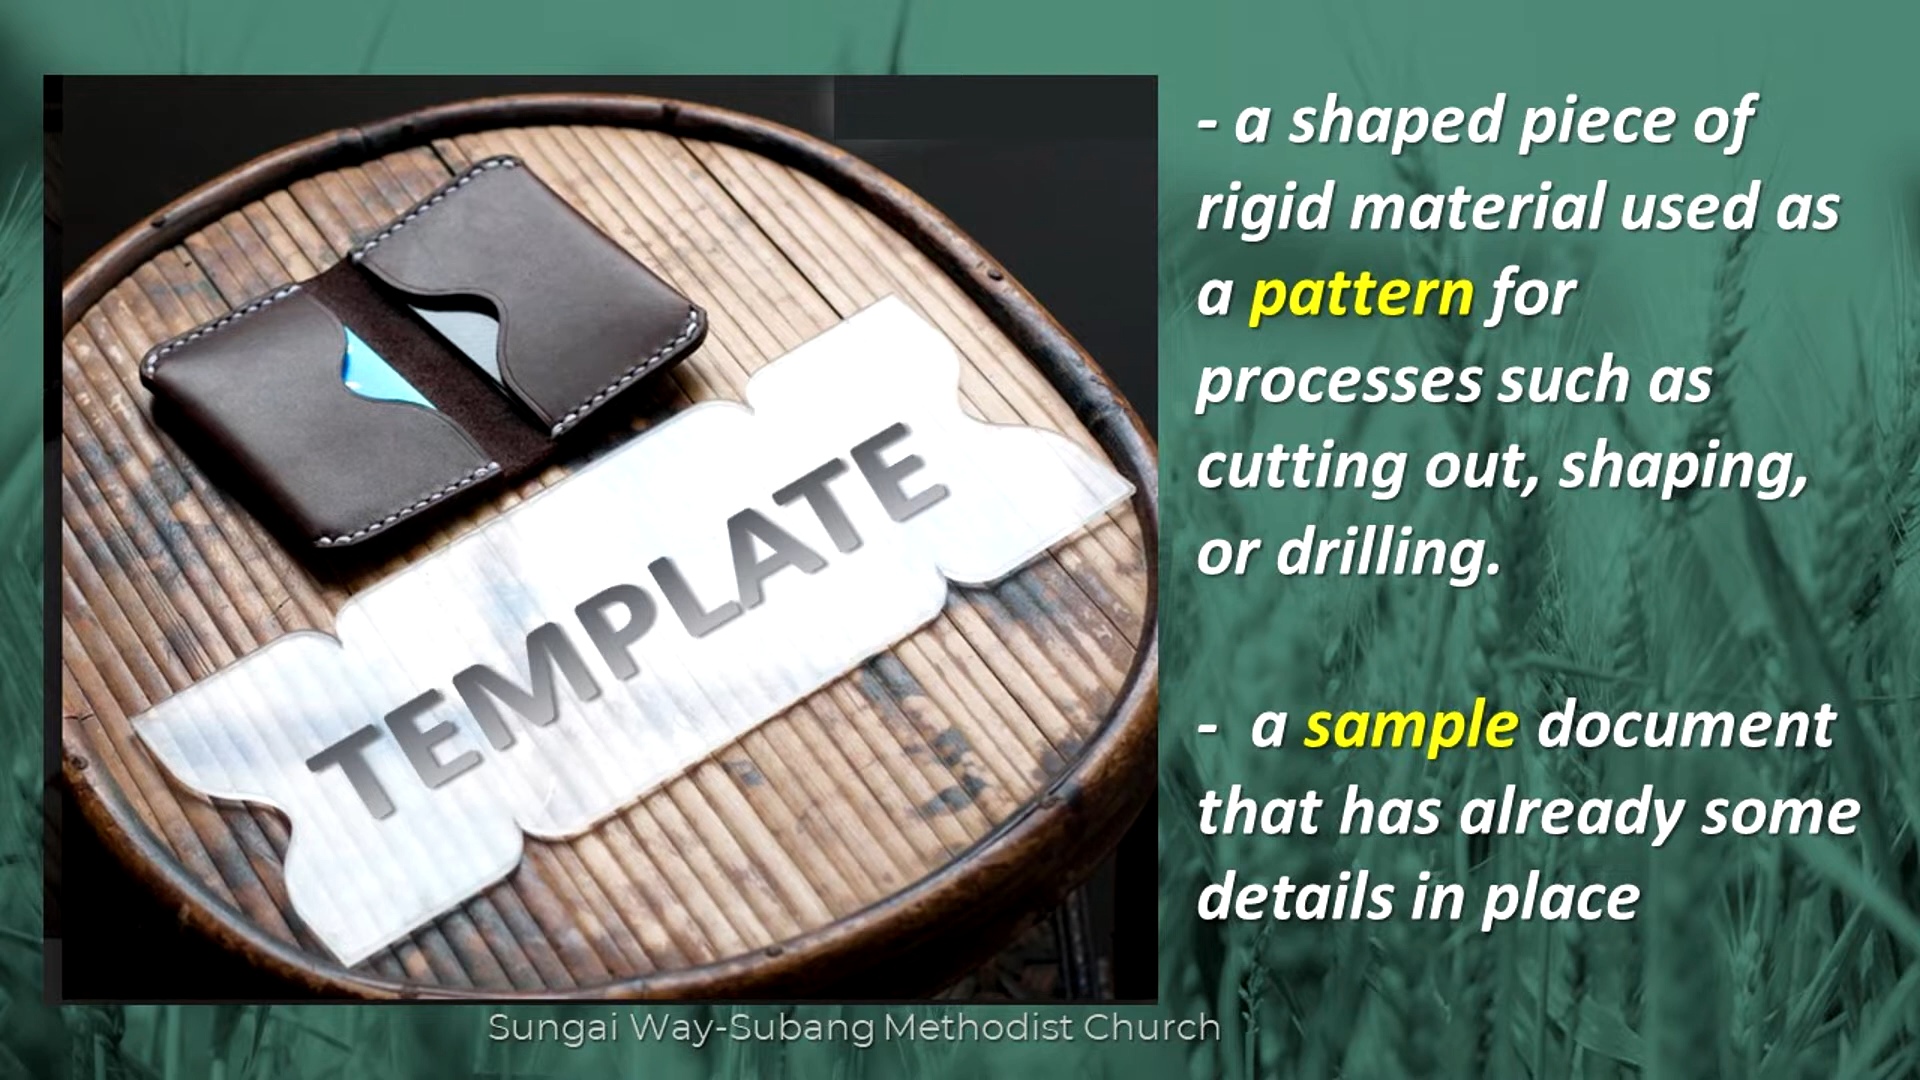 TEMPLATE
- a shaped piece of
rigid material used as
a pattern for
processes such as
cutting out, shaping,
or drilling.
- a sample document
that has already some
details in place
Sungai Way-Subang Methodist Church